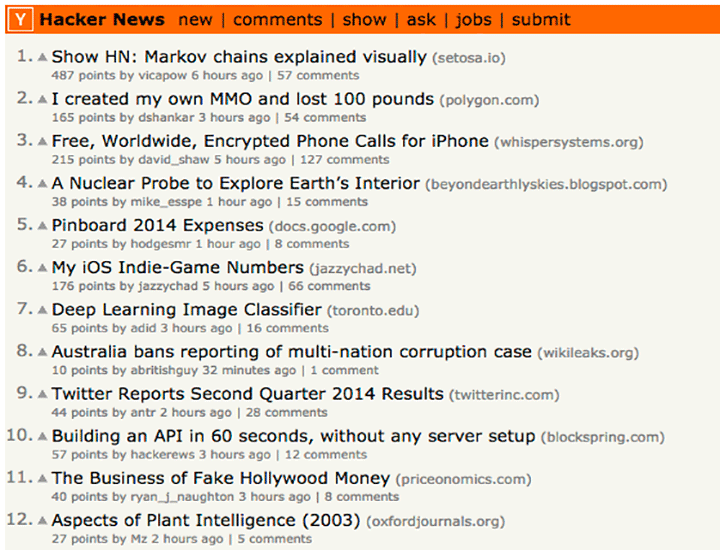 Y Hacker News new | comments | show | ask | jobs | submit
1. Show HN: Markov chains explained visually (setosa.io)
487 points by vicapow 6 hours ago | 57 comments
2. I created my own MMO and lost 100 pounds (polygon.com)
165 points by dshankar 3 hours ago | 54 comments
3. Free, Worldwide, Encrypted Phone Calls for iPhone (whispersystems.org)
215 points by david_shaw 5 hours ago | 127 comments
4. A Nuclear Probe to Explore Earth’s Interior (beyondearthlyskies.blogspot.com)
38 points by mike_esspe 1 hour ago | 15 comments
5. Pinboard 2014 Expenses (docs.google.com)
27 points by hodgesmr 1 hour ago | 8 comments
6. My iOS Indie-Game Numbers (jazzychad.net)
176 points by jazzychad 5 hours ago | 66 comments
7. Deep Learning Image Classifier (toronto.edu)
65 points by adid 3 hours ago | 16 comments
8. Australia bans reporting of multi-nation corruption case (wikileaks.org)
10 points by abritishguy 32 minutes ago | 1 comment
9. Twitter Reports Second Quarter 2014 Results (twitterinc.com)
44 points by antr 2 hours ago | 28 comments
10. Building an API in 60 seconds, without any server setup (blockspring.com)
57 points by hackerews 3 hours ago | 12 comments
11. The Business of Fake Hollywood Money (priceonomics.com)
40 points by ryan_j_naughton 3 hours ago | 8 comments
12. Aspects of Plant Intelligence (2003) (oxfordjournals.org)
27 points by Mz 2 hours ago | 5 comments